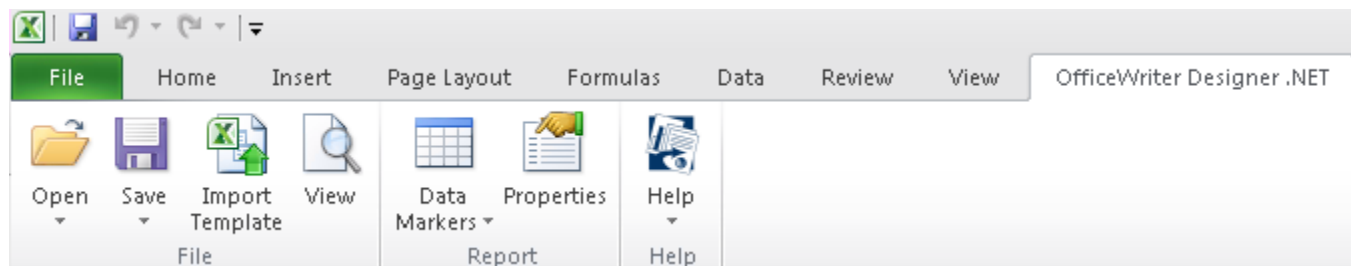 File Home Insert Page Layout Formulas Data Review View OfficeWriter Designer .NET
Open Save Import View Data Properties Help
Template Markers
File Report Help